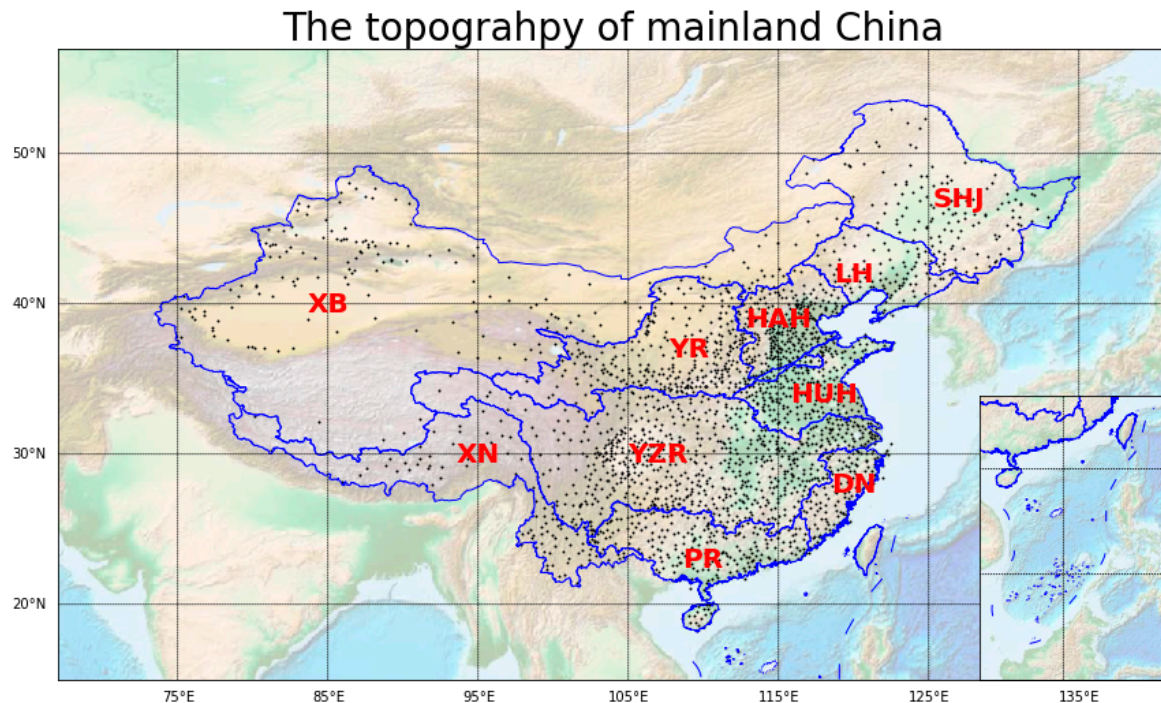 The topograhpy of mainland China
50°N
40°N
30°N
20°N
75°E
85°E
95°E
105°E
115°E
125°E
135°E
SHJ
LH
XB
HAH
YR
HUH
XN
YZR
DN
PR